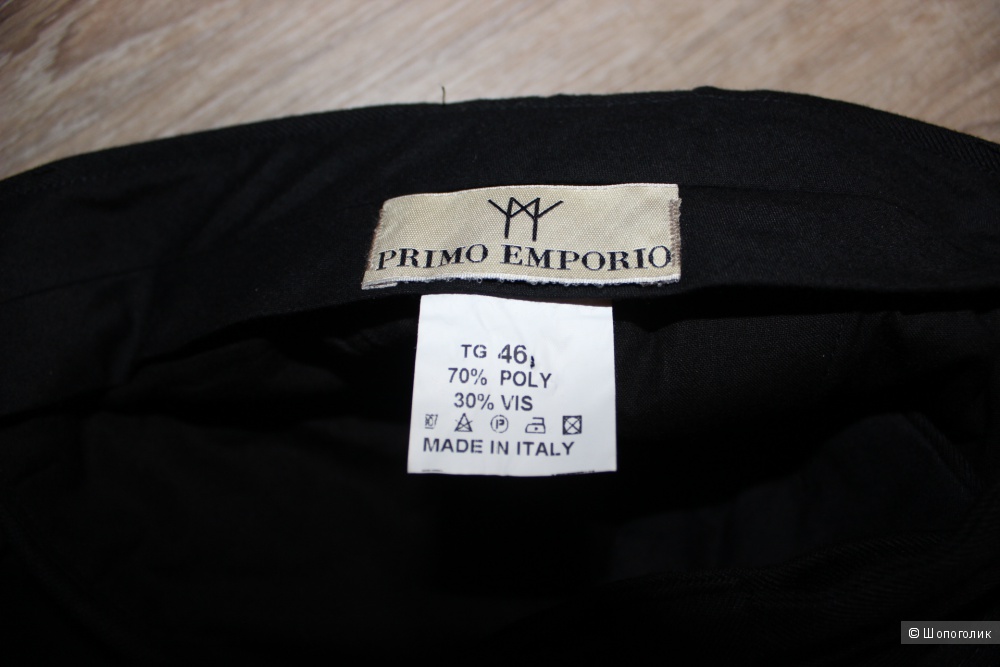 PRIMO EMPORIO
TG 46,
70% POLY
30% VIS
P
MADE IN ITALY
© Шопоголик